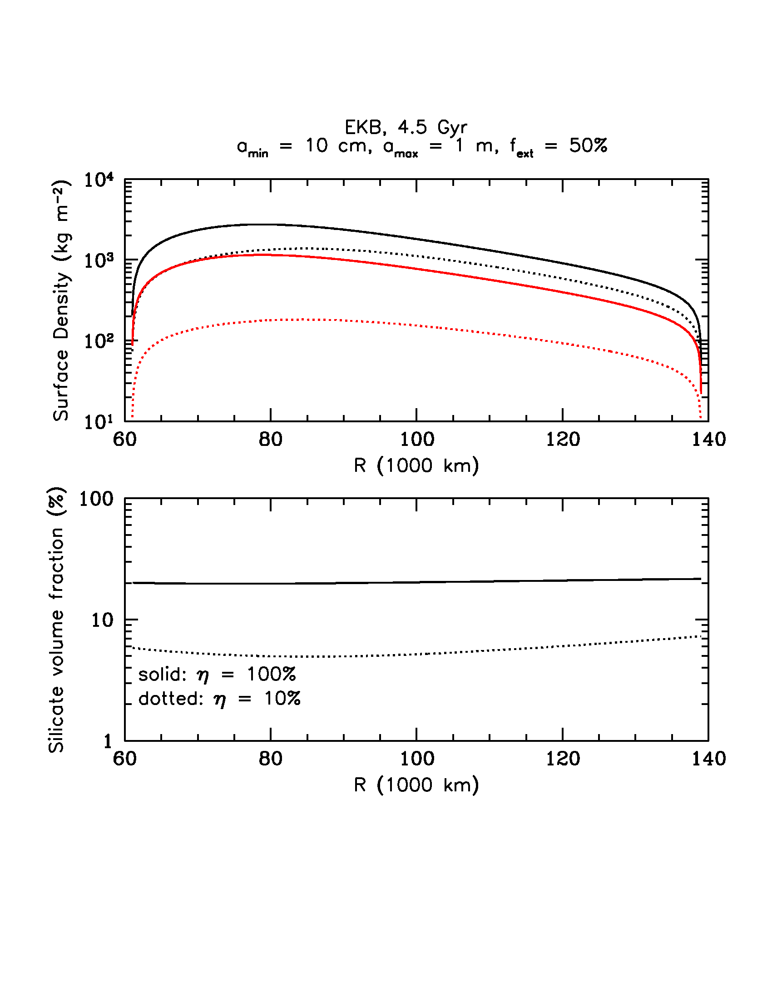 EKB, 4.5 Gyr
a_min = 10 cm, a_max = 1 m, f_ext = 50%
Surface Density (kg m⁻²)
10⁴
10³
10²
10¹
60 80 100 120 140
R (1000 km)
Silicate volume fraction (%)
100
10
1
solid: η = 100%
dotted: η = 10%
60 80 100 120 140
R (1000 km)